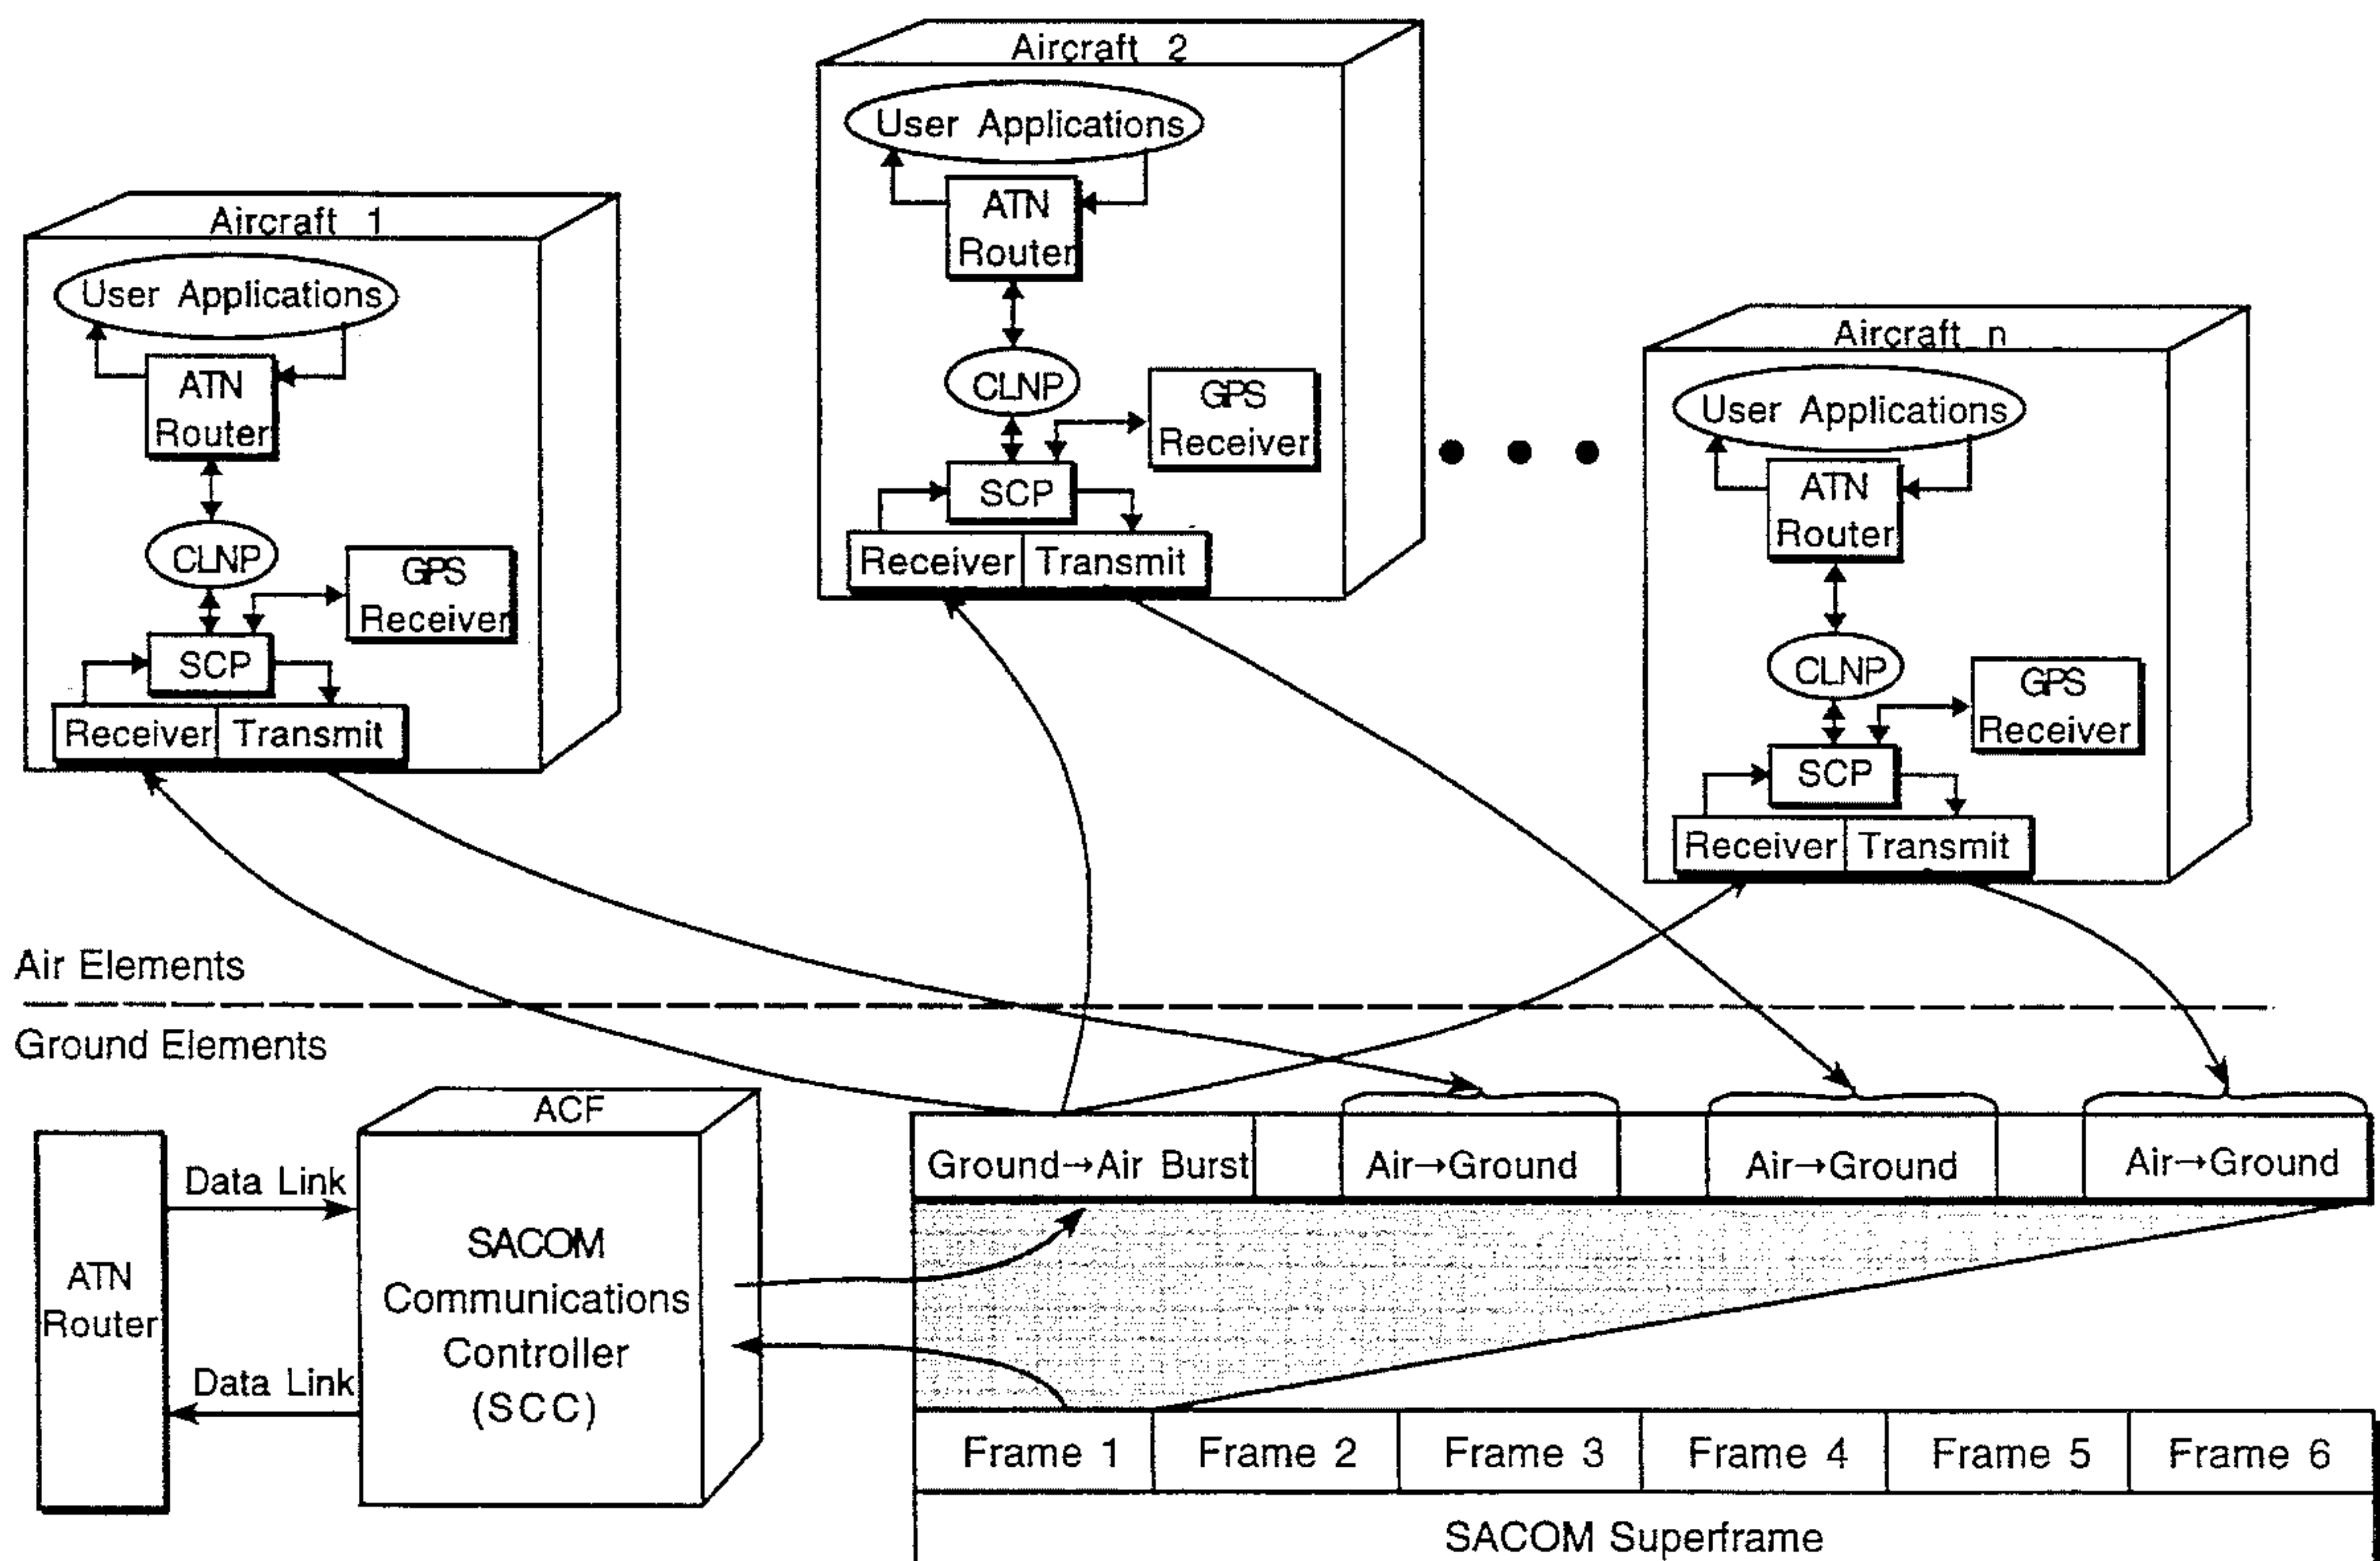 Aircraft 1
User Applications
ATN
Router
CLNP
GPS
Receiver
SCP
Receiver
Transmit
Aircraft 2
User Applications
ATN
Router
CLNP
GPS
Receiver
SCP
Receiver
Transmit
Aircraft n
User Applications
ATN
Router
CLNP
GPS
Receiver
SCP
Receiver
Transmit
Air Elements
Ground Elements
ATN
Router
Data Link
Data Link
ACF
SACOM
Communications
Controller
(SCC)
Ground→Air Burst
Air→Ground
Air→Ground
Air→Ground
Frame 1
Frame 2
Frame 3
Frame 4
Frame 5
Frame 6
SACOM Superframe